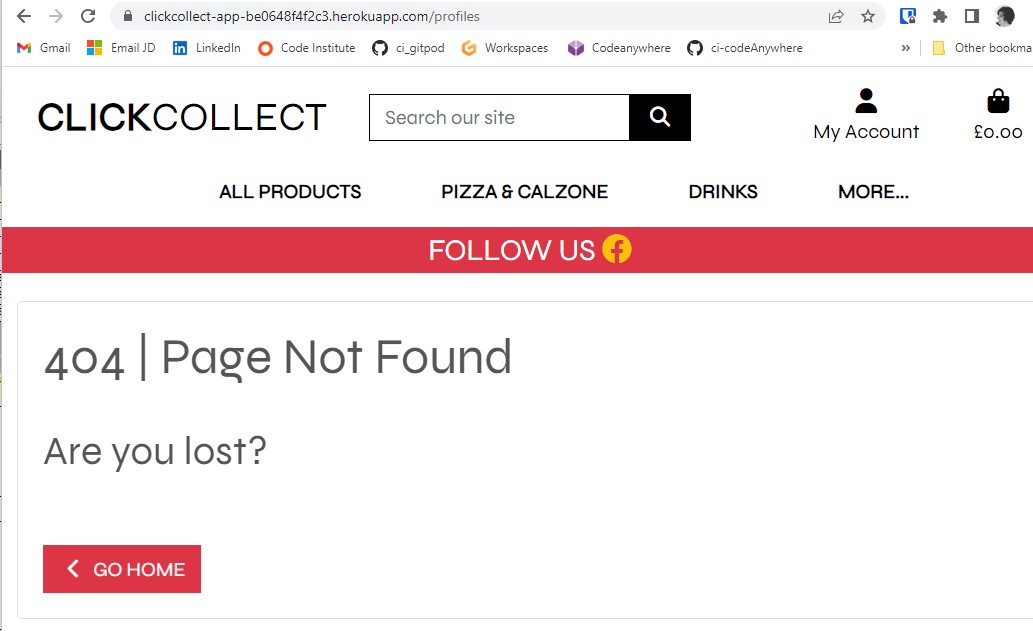 clickcollect-app-be0648f4f2c3.herokuapp.com/profiles
Gmail Email JD LinkedIn Code Institute ci_gitpod Workspaces Codeanywhere ci-codeAnywhere » Other bookma
CLICKCOLLECT
Search our site
My Account
£0.00
ALL PRODUCTS PIZZA & CALZONE DRINKS MORE...
FOLLOW US
404 | Page Not Found
Are you lost?
GO HOME